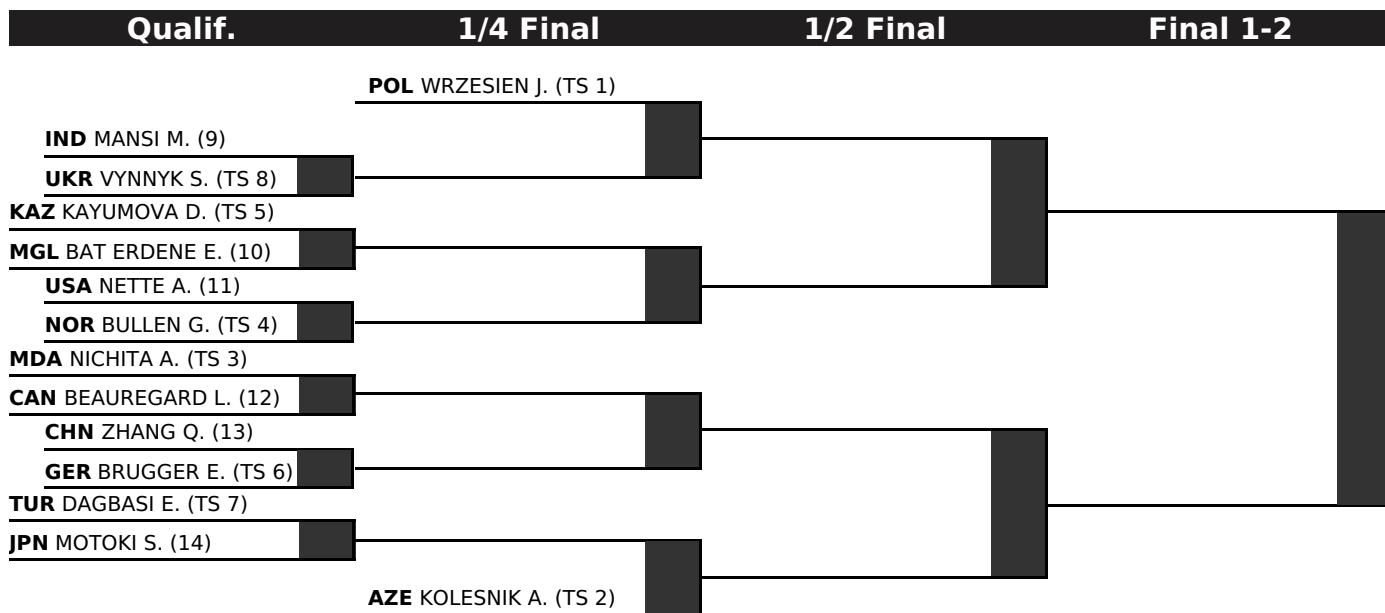 Qualif. 1/4 Final 1/2 Final Final 1-2
POL WRZESIEN J. (TS 1)
IND MANSI M. (9)
UKR VYNNYK S. (TS 8)
KAZ KAYUMOVA D. (TS 5)
MGL BAT ERDENE E. (10)
USA NETTE A. (11)
NOR BULLEN G. (TS 4)
MDA NICHITA A. (TS 3)
CAN BEAUREGARD L. (12)
CHN ZHANG Q. (13)
GER BRUGGER E. (TS 6)
TUR DAGBASI E. (TS 7)
JPN MOTOKI S. (14)
AZE KOLESNIK A. (TS 2)